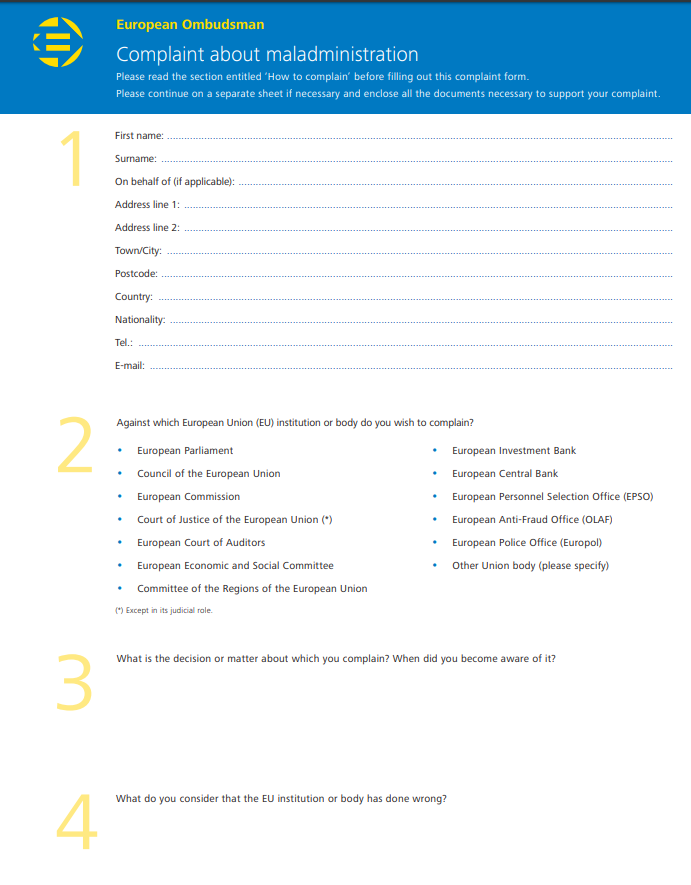 European Ombudsman
Complaint about maladministration
Please read the section entitled ‘How to complain’ before filling out this complaint form.
Please continue on a separate sheet if necessary and enclose all the documents necessary to support your complaint.
1
First name:
Surname:
On behalf of (if applicable):
Address line 1:
Address line 2:
Town/City:
Postcode:
Country:
Nationality:
Tel.:
E-mail:
2
Against which European Union (EU) institution or body do you wish to complain?
• European Parliament
• Council of the European Union
• European Commission
• Court of Justice of the European Union (*)
• European Court of Auditors
• European Economic and Social Committee
• Committee of the Regions of the European Union
• European Investment Bank
• European Central Bank
• European Personnel Selection Office (EPSO)
• European Anti-Fraud Office (OLAF)
• European Police Office (Europol)
• Other Union body (please specify)
(*) Except in its judicial role.
3
What is the decision or matter about which you complain? When did you become aware of it?
4
What do you consider that the EU institution or body has done wrong?